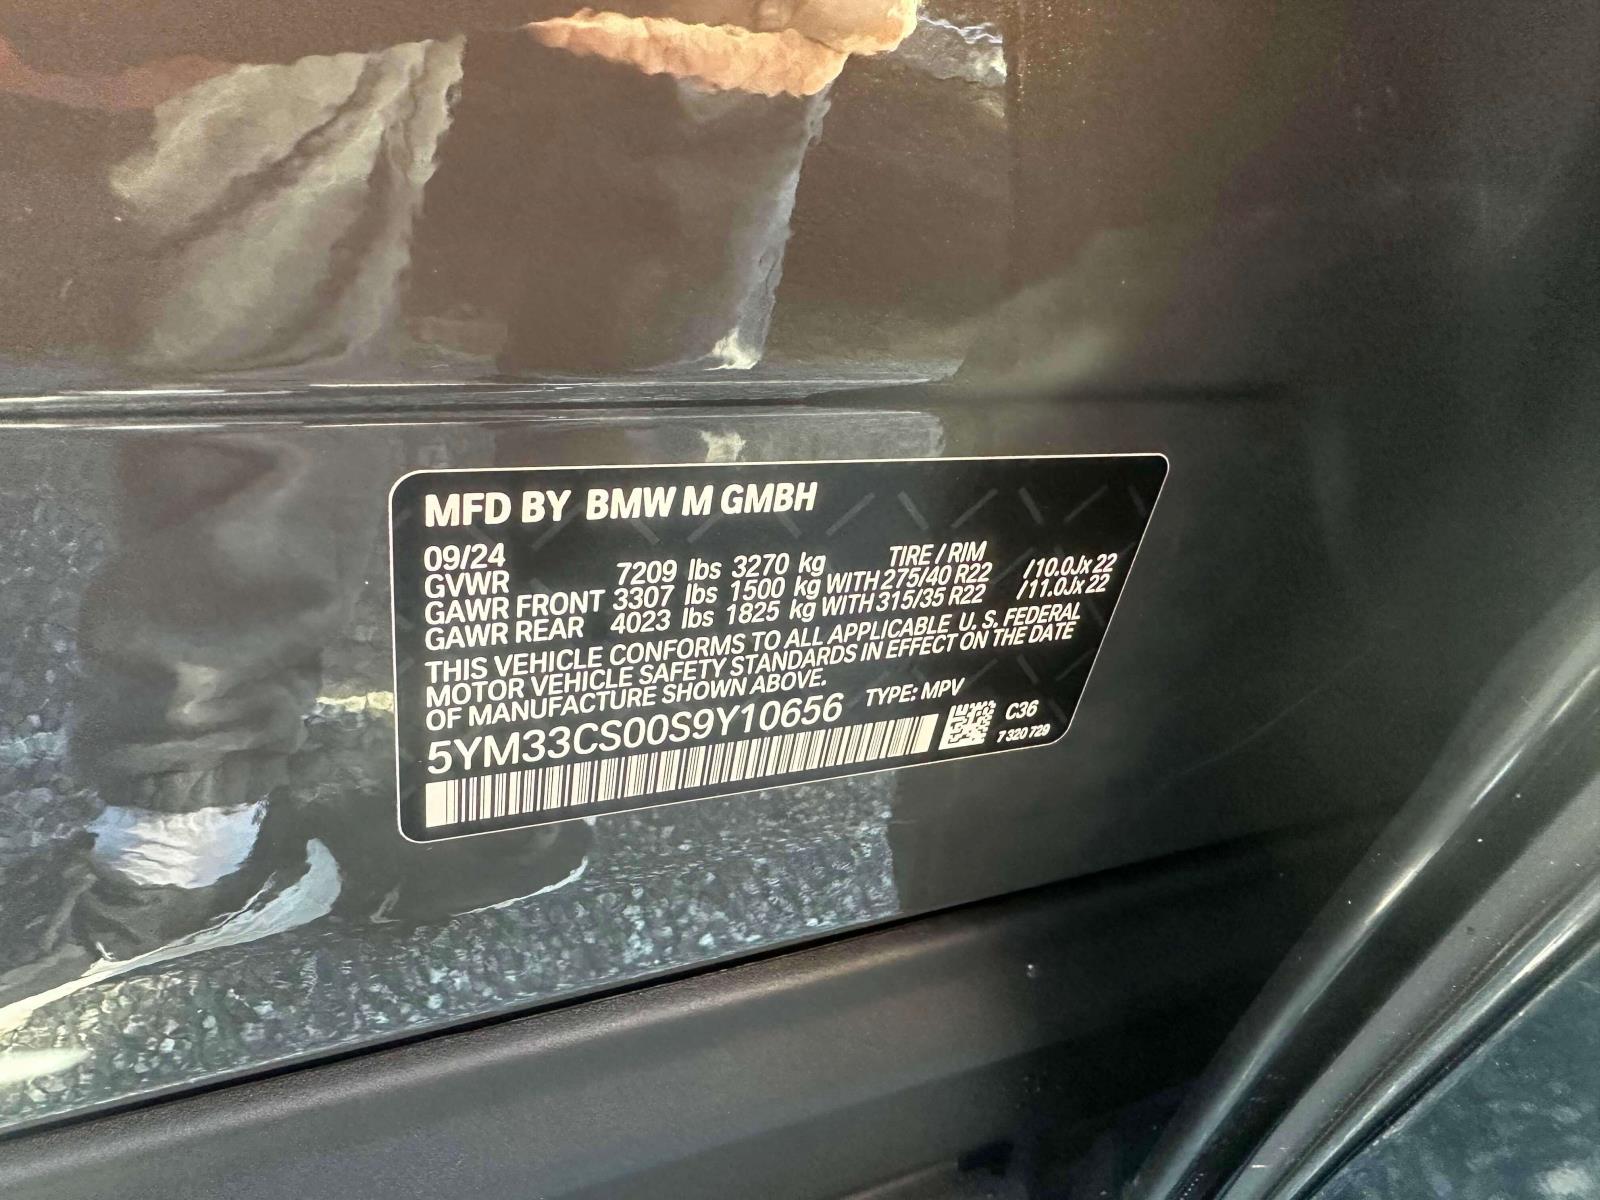 MFD BY BMW M GMBH
09/24
GVWR 7209 lbs 3270 kg TIRE / RIM
GAWR FRONT 3307 lbs 1500 kg WITH 275/40 R22 /10.0Jx22
GAWR REAR 4023 lbs 1825 kg WITH 315/35 R22 /11.0Jx22
THIS VEHICLE CONFORMS TO ALL APPLICABLE U. S. FEDERAL
MOTOR VEHICLE SAFETY STANDARDS IN EFFECT ON THE DATE
OF MANUFACTURE SHOWN ABOVE.
5YM33CS00S9Y10656 TYPE: MPV
C36
7 320 729